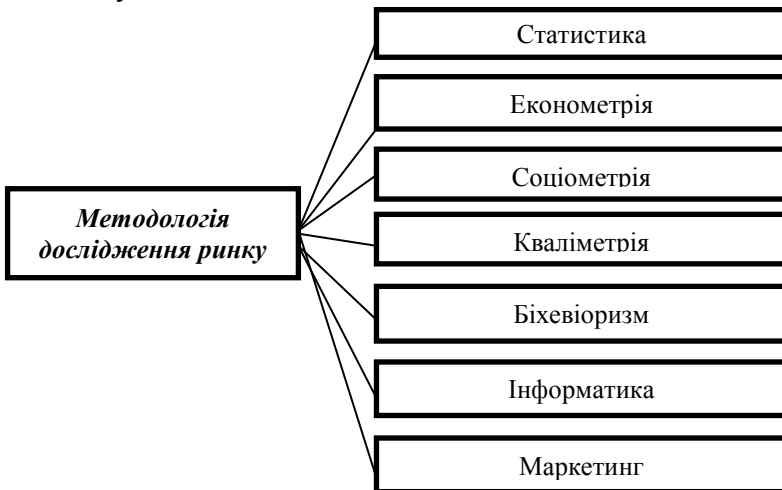 Статистика
Економетрія
Соціометрія
Методологія
дослідження ринку
Кваліметрія
Біхевіоризм
Інформатика
Маркетинг